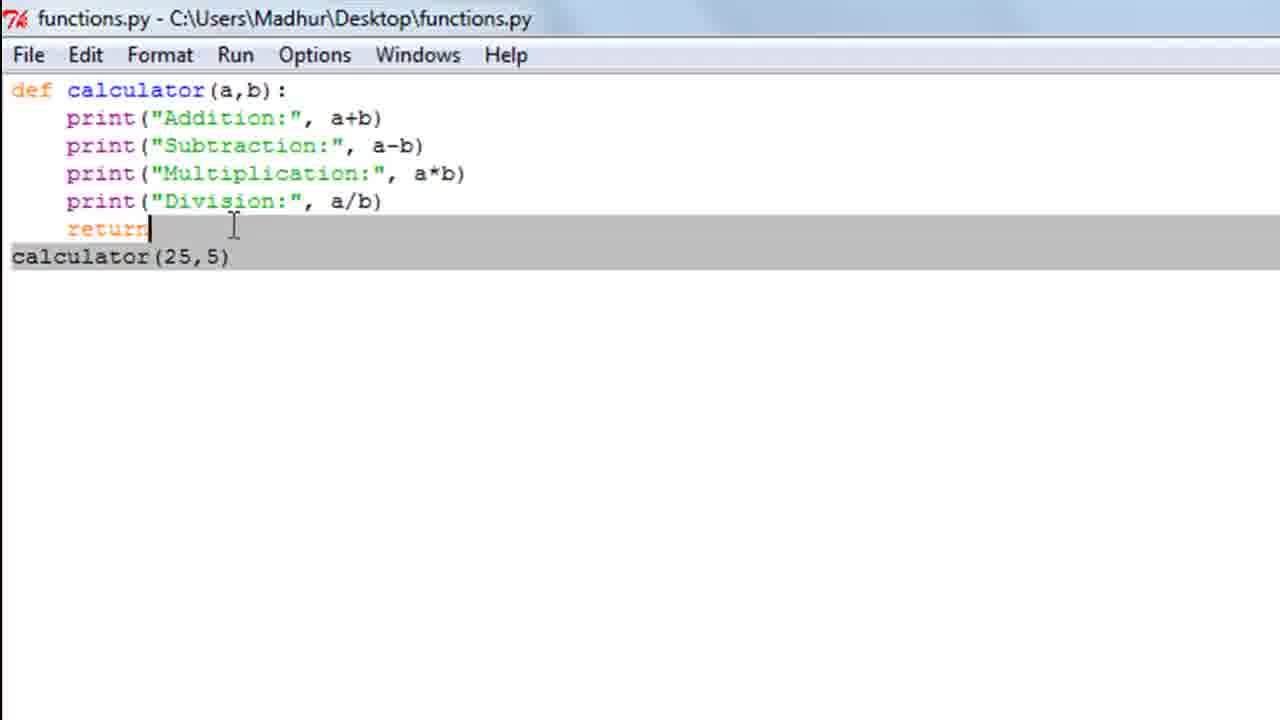 functions.py - C:\Users\Madhur\Desktop\functions.py
File Edit Format Run Options Windows Help
def calculator(a,b):
    print("Addition:", a+b)
    print("Subtraction:", a-b)
    print("Multiplication:", a*b)
    print("Division:", a/b)
    return
calculator(25,5)